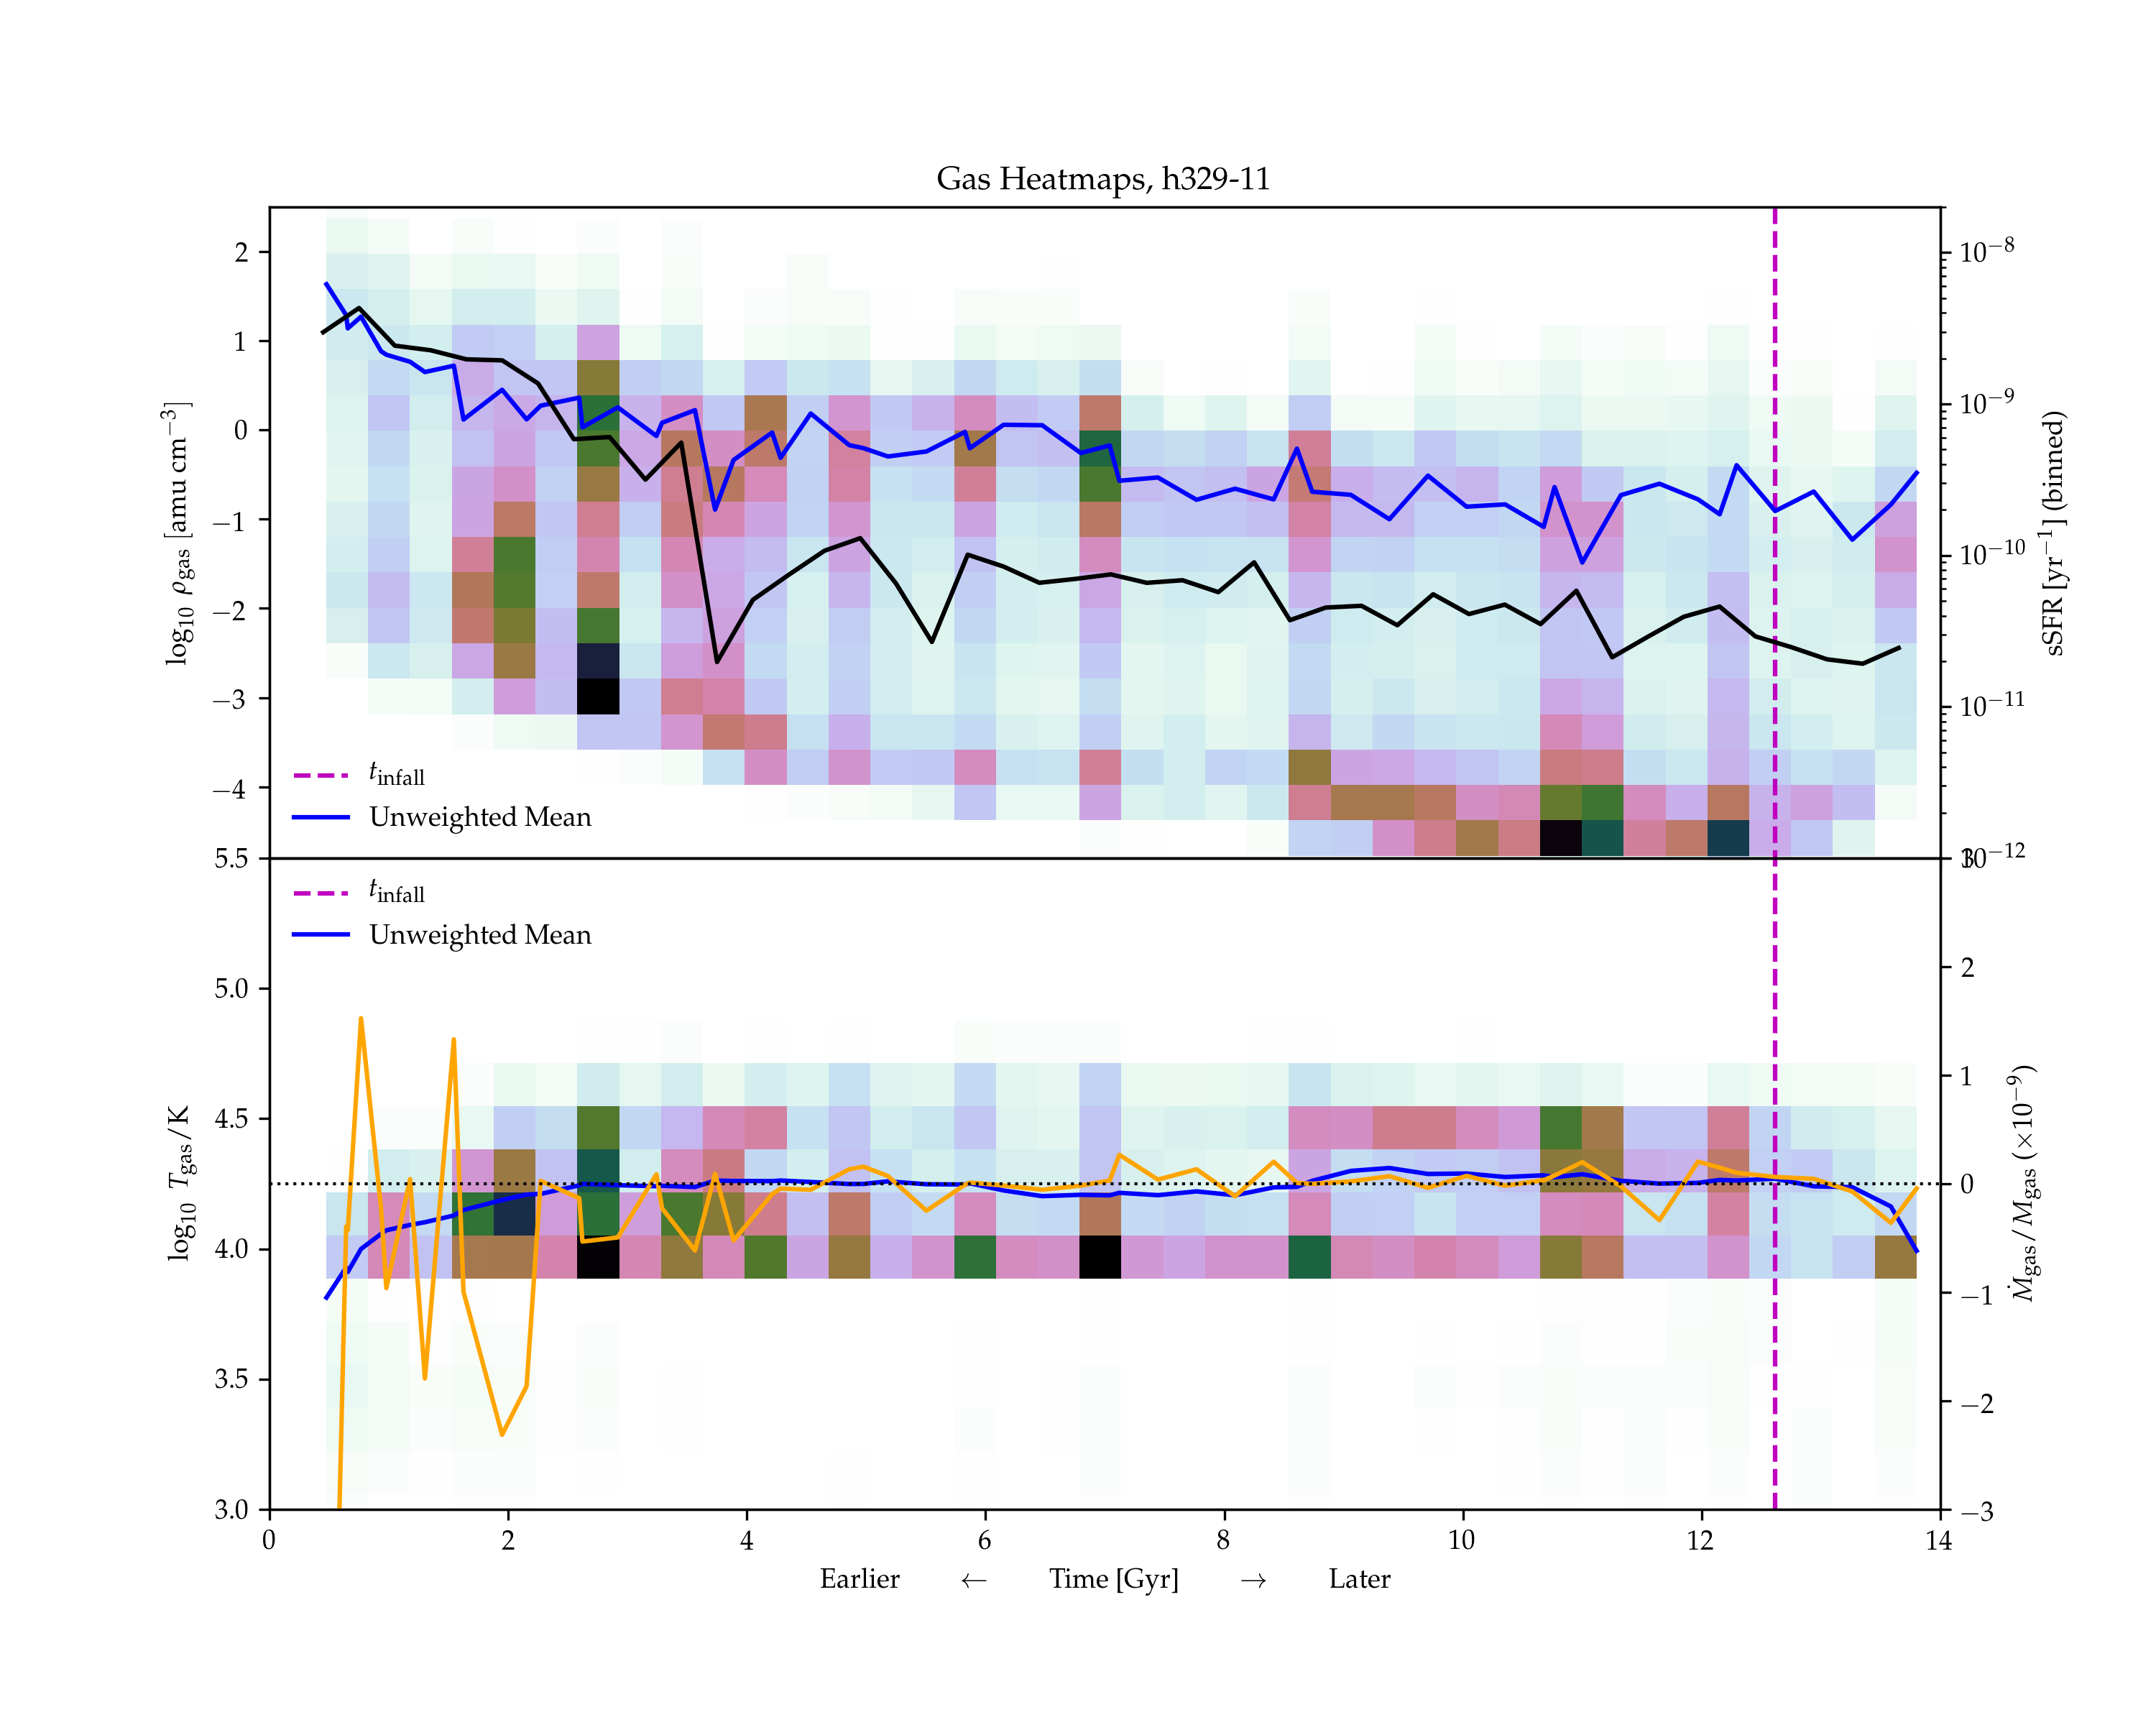 Gas Heatmaps, h329-11
2
1
0
−1
−2
−3
−4
log₁₀ ρgas [amu cm⁻³]
10⁻⁸
10⁻⁹
10⁻¹⁰
10⁻¹¹
10⁻¹²
sSFR [yr⁻¹] (binned)
tinfall
Unweighted Mean
5.5
5.0
4.5
4.0
3.5
3.0
log₁₀ Tgas/K
3
2
1
0
−1
−2
−3
Ṁgas/Mgas (×10⁻⁹)
tinfall
Unweighted Mean
0 2 4 6 8 10 12 14
Earlier ← Time [Gyr] → Later